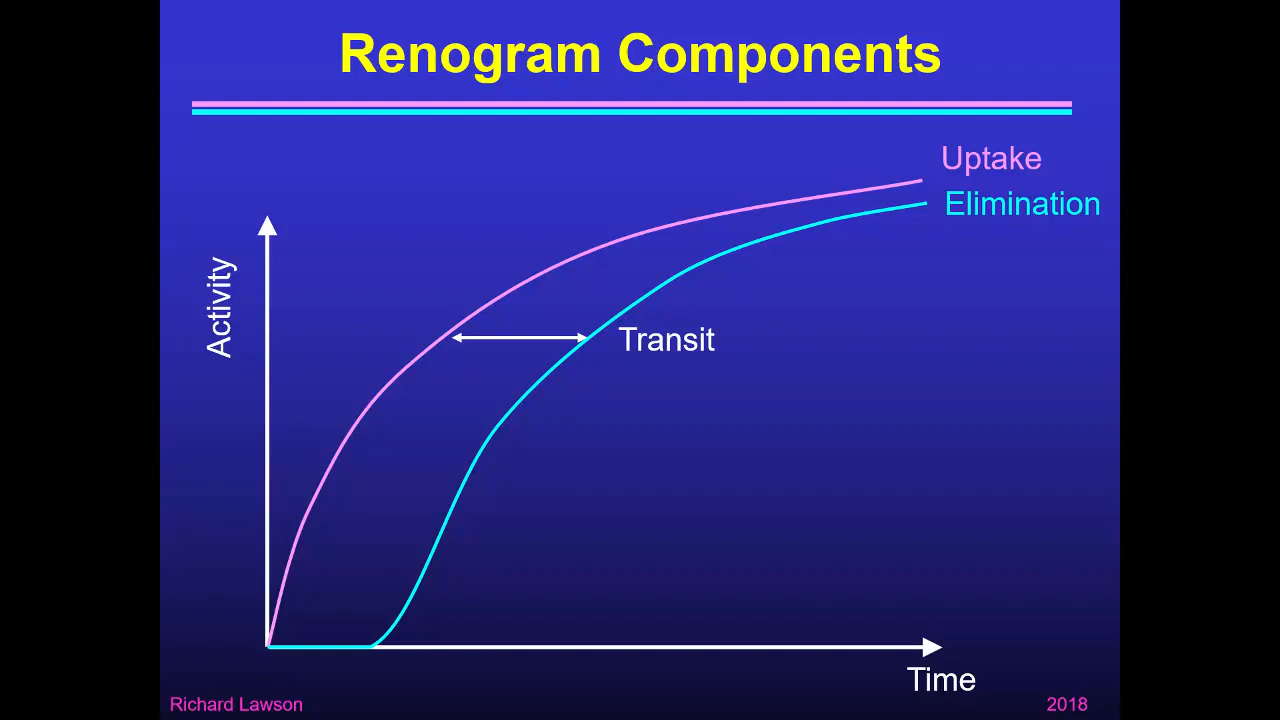 Renogram Components
Uptake
Elimination
Activity
Transit
Time
Richard Lawson
2018